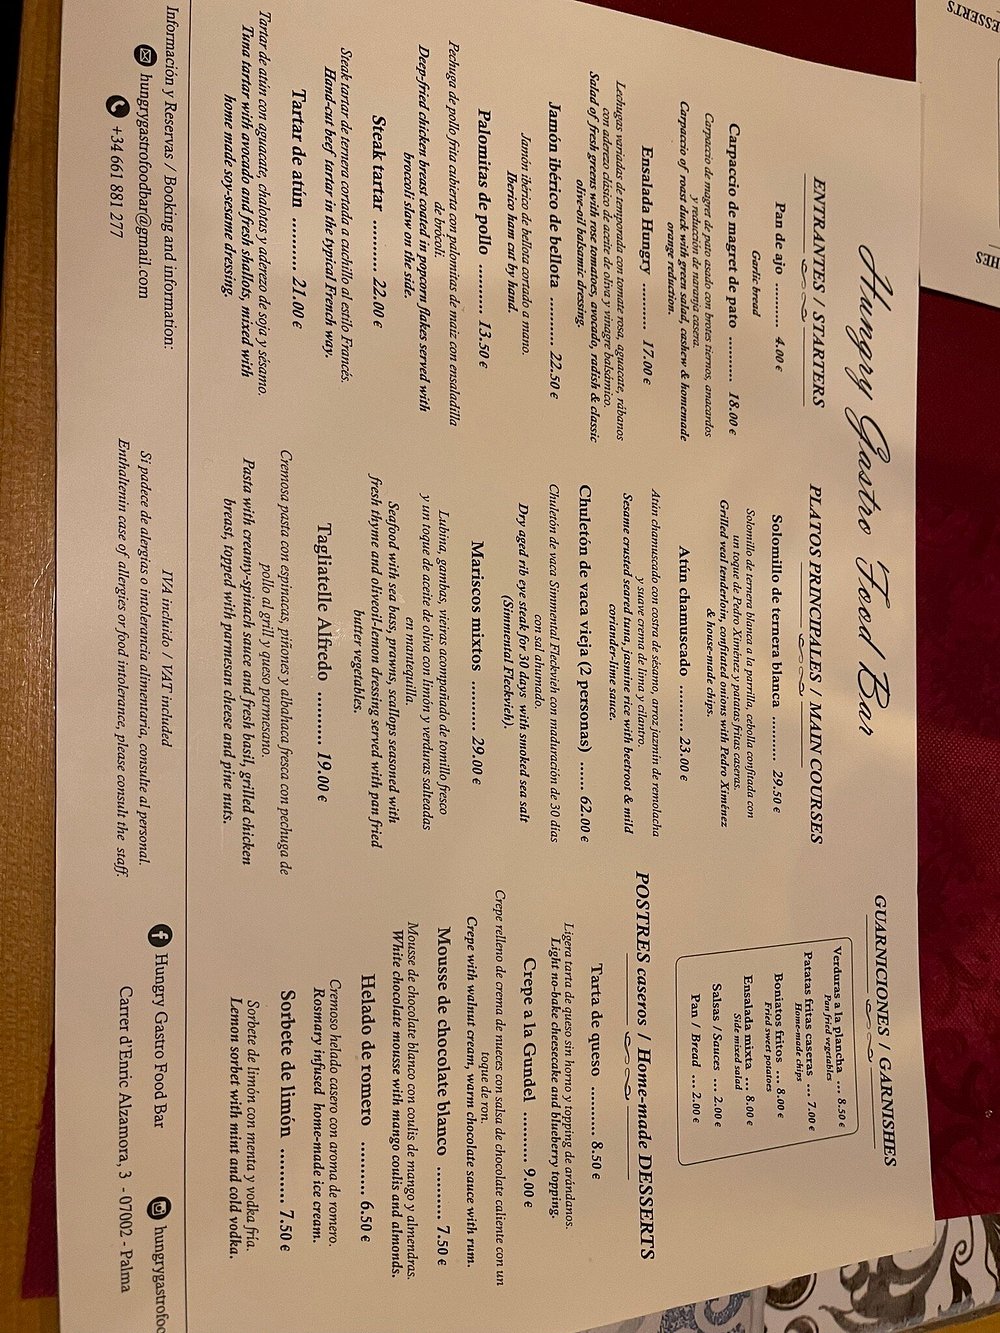 ESSERTS
SHES
Hungry Gastro Food Bar
ENTRANTES / STARTERS
Pan de ajo .......... 4.00 €
Garlic bread
Carpaccio de magret de pato .......... 18.00 €
Carpaccio de magret de pato asado con brotes tiernos, anacardos
y reducción de naranja casera.
Carpaccio of roast duck with green salad, cashew & homemade
orange reduction.
Ensalada Hungry .......... 17.00 €
Lechugas variadas de temporada con tomate rosa, aguacate, rábanos
con aderezo clásico de aceite de oliva y vinagre balsámico.
Salad of fresh greens with rose tomatoes, avocado, radish & classic
olive-oil balsamic dressing.
Jamón ibérico de bellota .......... 22.50 €
Jamón ibérico de bellota cortado a mano.
Iberico ham cut by hand.
Palomitas de pollo .......... 13.50 €
Pechuga de pollo frita cubierta con palomitas de maiz con ensaladilla
de brócoli.
Deep-fried chicken breast coated in popcorn flakes served with
broccoli slaw on the side.
Steak tartar .......... 22.00 €
Steak tartar de ternera cortada a cuchillo al estilo Francés.
Hand-cut beef tartar in the typical French way.
Tartar de atún .......... 21.00 €
Tartar de atún con aguacate, chalotas y aderezo de soja y sésamo.
Tuna tartar with avocado and fresh shallots, mixed with
home made soy-sesame dressing.
PLATOS PRINCIPALES / MAIN COURSES
Solomillo de ternera blanca .......... 29.50 €
Solomillo de ternera blanca a la parrilla, cebolla confitada con
un toque de Pedro Ximénez y patatas fritas caseras.
Grilled veal tenderloin, confitated onions with Pedro Ximénez
& house-made chips.
Atún chamuscado .......... 23.00 €
Atún chamuscado con costra de sésamo, arroz jazmín de remolacha
y suave crema de lima y cilantro.
Sesame crusted seared tuna, jasmine rice with beetroot & mild
coriander-lime sauce.
Chuletón de vaca vieja (2 personas) ...... 62.00 €
Chuletón de vaca Simmental Fleckvieh con maduración de 30 días
con sal ahumado.
Dry aged rib eye steak for 30 days with smoked sea salt
(Simmental Fleckvieh).
Mariscos mixtos .......... 29.00 €
Lubina, gambas, vieiras acompañado de tomillo fresco
y un toque de aceite de oliva con limón y verduras salteadas
en mantequilla.
Seafood with sea bass, prawns, scallops seasoned with
fresh thyme and oliveoil-lemon dressing served with pan fried
butter vegetables.
Tagliatelle Alfredo .......... 19.00 €
Cremosa pasta con espinacas, piñones y albahaca fresca con pechuga de
pollo al grill y queso parmesano.
Pasta with creamy-spinach sauce and fresh basil, grilled chicken
breast, topped with parmesan cheese and pine nuts.
GUARNICIONES / GARNISHES
Verduras a la plancha ... 8.50 €
Pan fried vegetables
Patatas fritas caseras ... 7.00 €
Home-made chips
Boniatos fritos ... 8.00 €
Fried sweet potatoes
Ensalada mixta ... 8.00 €
Side mixed salad
Salsas / Sauces ... 2.00 €
Pan / Bread ... 2.00 €
POSTRES caseros / Home-made DESSERTS
Tarta de queso .......... 8.50 €
Ligera tarta de queso sin horno y topping de arándanos.
Light no-bake cheesecake and blueberry topping.
Crepe a la Gundel .......... 9.00 €
Crepe relleno de crema de nueces con salsa de chocolate caliente con un
toque de ron.
Crepe with walnut cream, warm chocolate sauce with rum.
Mousse de chocolate blanco .......... 7.50 €
Mousse de chocolate blanco con coulis de mango y almendras.
White chocolate mousse with mango coulis and almonds.
Helado de romero .......... 6.50 €
Cremoso helado casero con aroma de romero.
Rosmary infused home-made ice cream.
Sorbete de limón .......... 7.50 €
Sorbete de limón con menta y vodka fría.
Lemon sorbet with mint and cold vodka.
Información y Reservas / Booking and information:
hungrygastrofoodbar@gmail.com
+34 661 881 277
IVA incluido / VAT included
Si padece de alergias o intolerancia alimentaria, consulte al personal.
Enthaltenin case of allergies or food intolerance, please consult the staff.
Hungry Gastro Food Bar
hungrygastrofoo
Carrer d'Enric Alzamora, 3 - 07002 - Palma